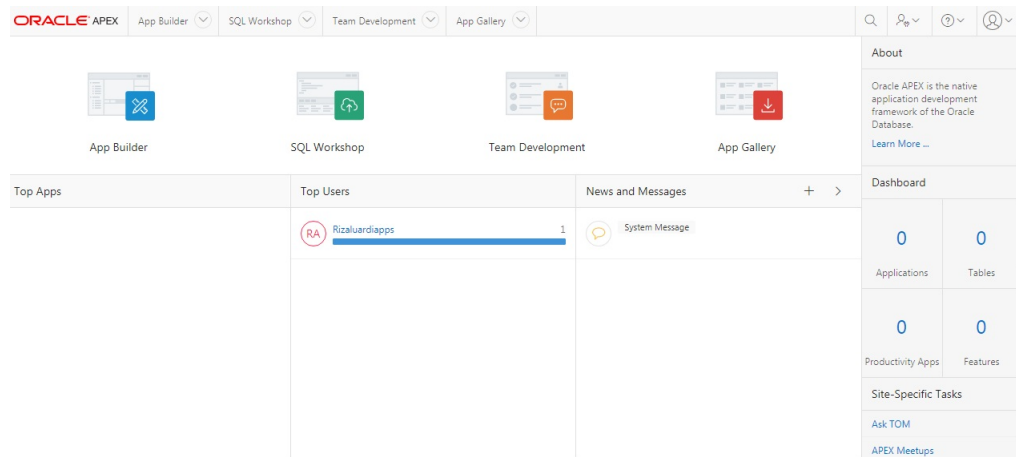 ORACLE APEX App Builder SQL Workshop Team Development App Gallery
App Builder SQL Workshop Team Development App Gallery
Top Apps
Top Users
RA Rizaluardiapps 1
News and Messages
System Message
About
Oracle APEX is the native
application development
framework of the Oracle
Database.
Learn More ...
Dashboard
0 0
Applications Tables
0 0
Productivity Apps Features
Site-Specific Tasks
Ask TOM
APEX Meetups